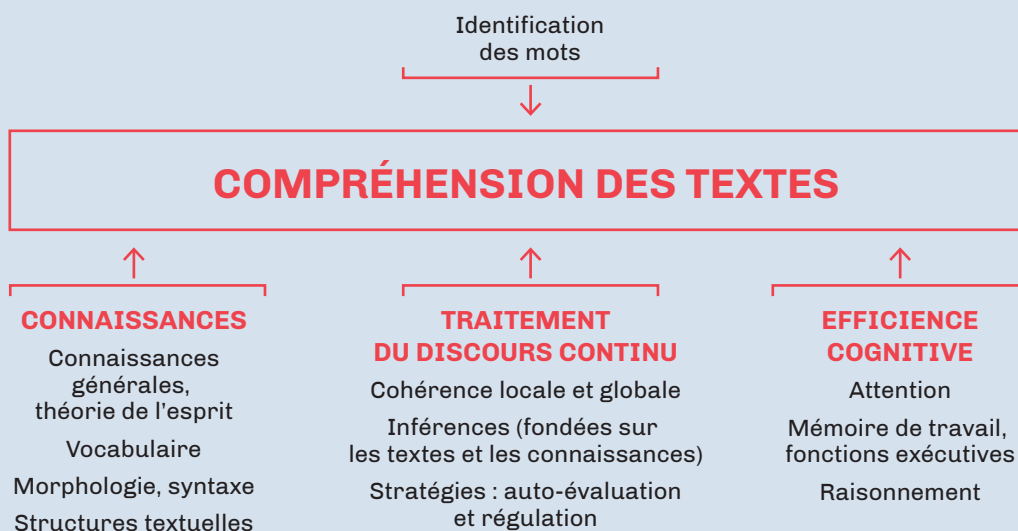 Identification
des mots
COMPRÉHENSION DES TEXTES
CONNAISSANCES
Connaissances
générales,
théorie de l'esprit
Vocabulaire
Morphologie, syntaxe
Structures textuelles
TRAITEMENT
DU DISCOURS CONTINU
Cohérence locale et globale
Inférences (fondées sur
les textes et les connaissances)
Stratégies : auto-évaluation
et régulation
EFFICIENCE
COGNITIVE
Attention
Mémoire de travail,
fonctions exécutives
Raisonnement